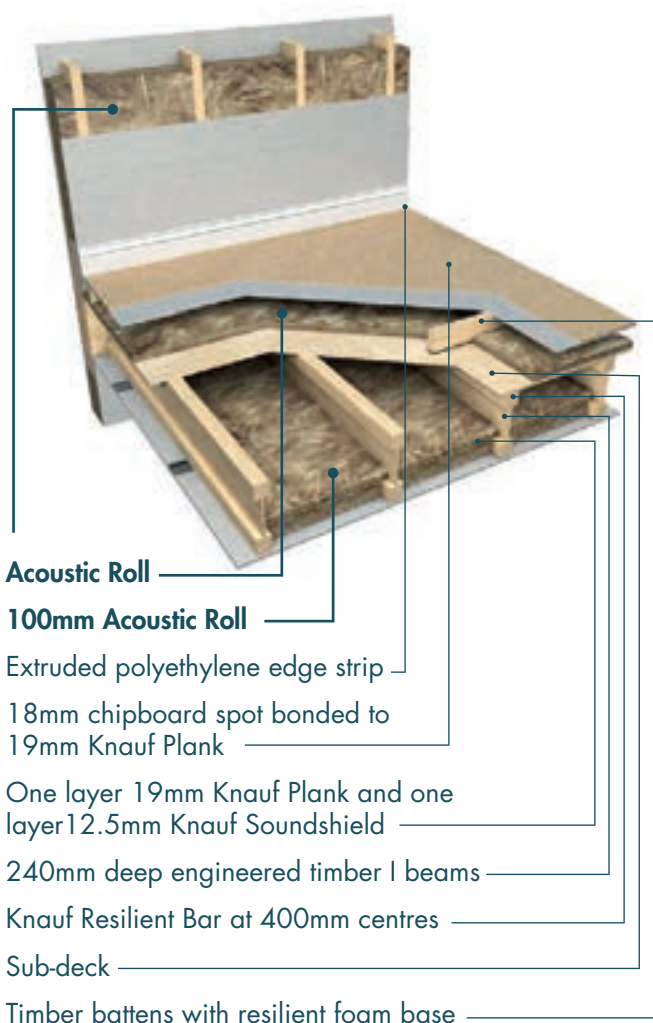 Acoustic Roll
100mm Acoustic Roll
Extruded polyethylene edge strip
18mm chipboard spot bonded to
19mm Knauf Plank
One layer 19mm Knauf Plank and one
layer12.5mm Knauf Soundshield
240mm deep engineered timber I beams
Knauf Resilient Bar at 400mm centres
Sub-deck
Timber battens with resilient foam base